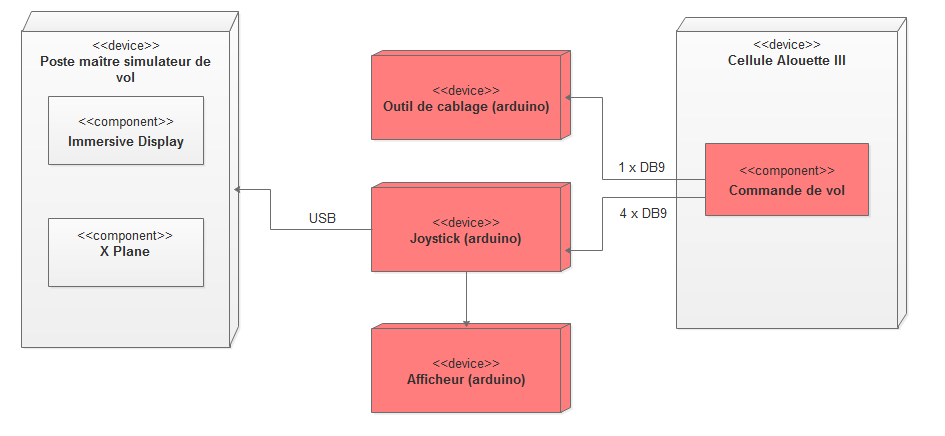 <<device>>
Poste maître simulateur de
vol
<<component>>
Immersive Display
<<component>>
X Plane
USB
<<device>>
Outil de cablage (arduino)
<<device>>
Joystick (arduino)
<<device>>
Afficheur (arduino)
1 x DB9
4 x DB9
<<device>>
Cellule Alouette III
<<component>>
Commande de vol